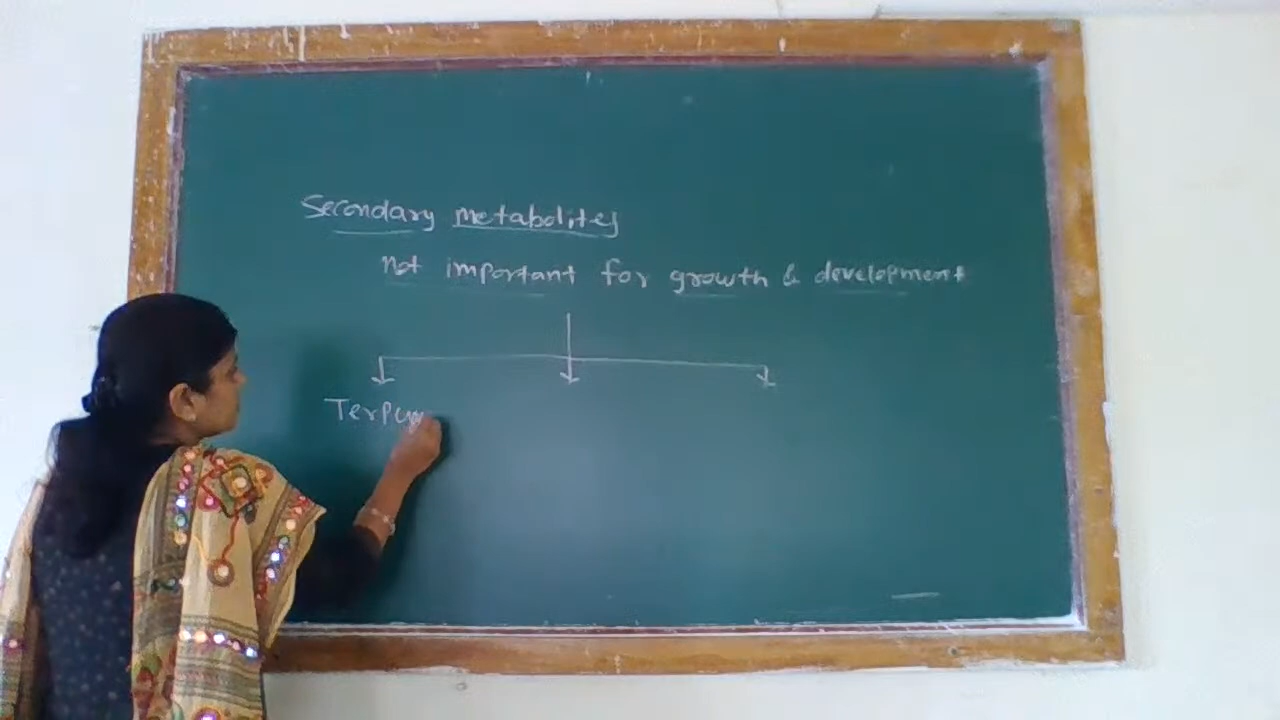 Secondary metabolites
not important for growth & development
Terpen